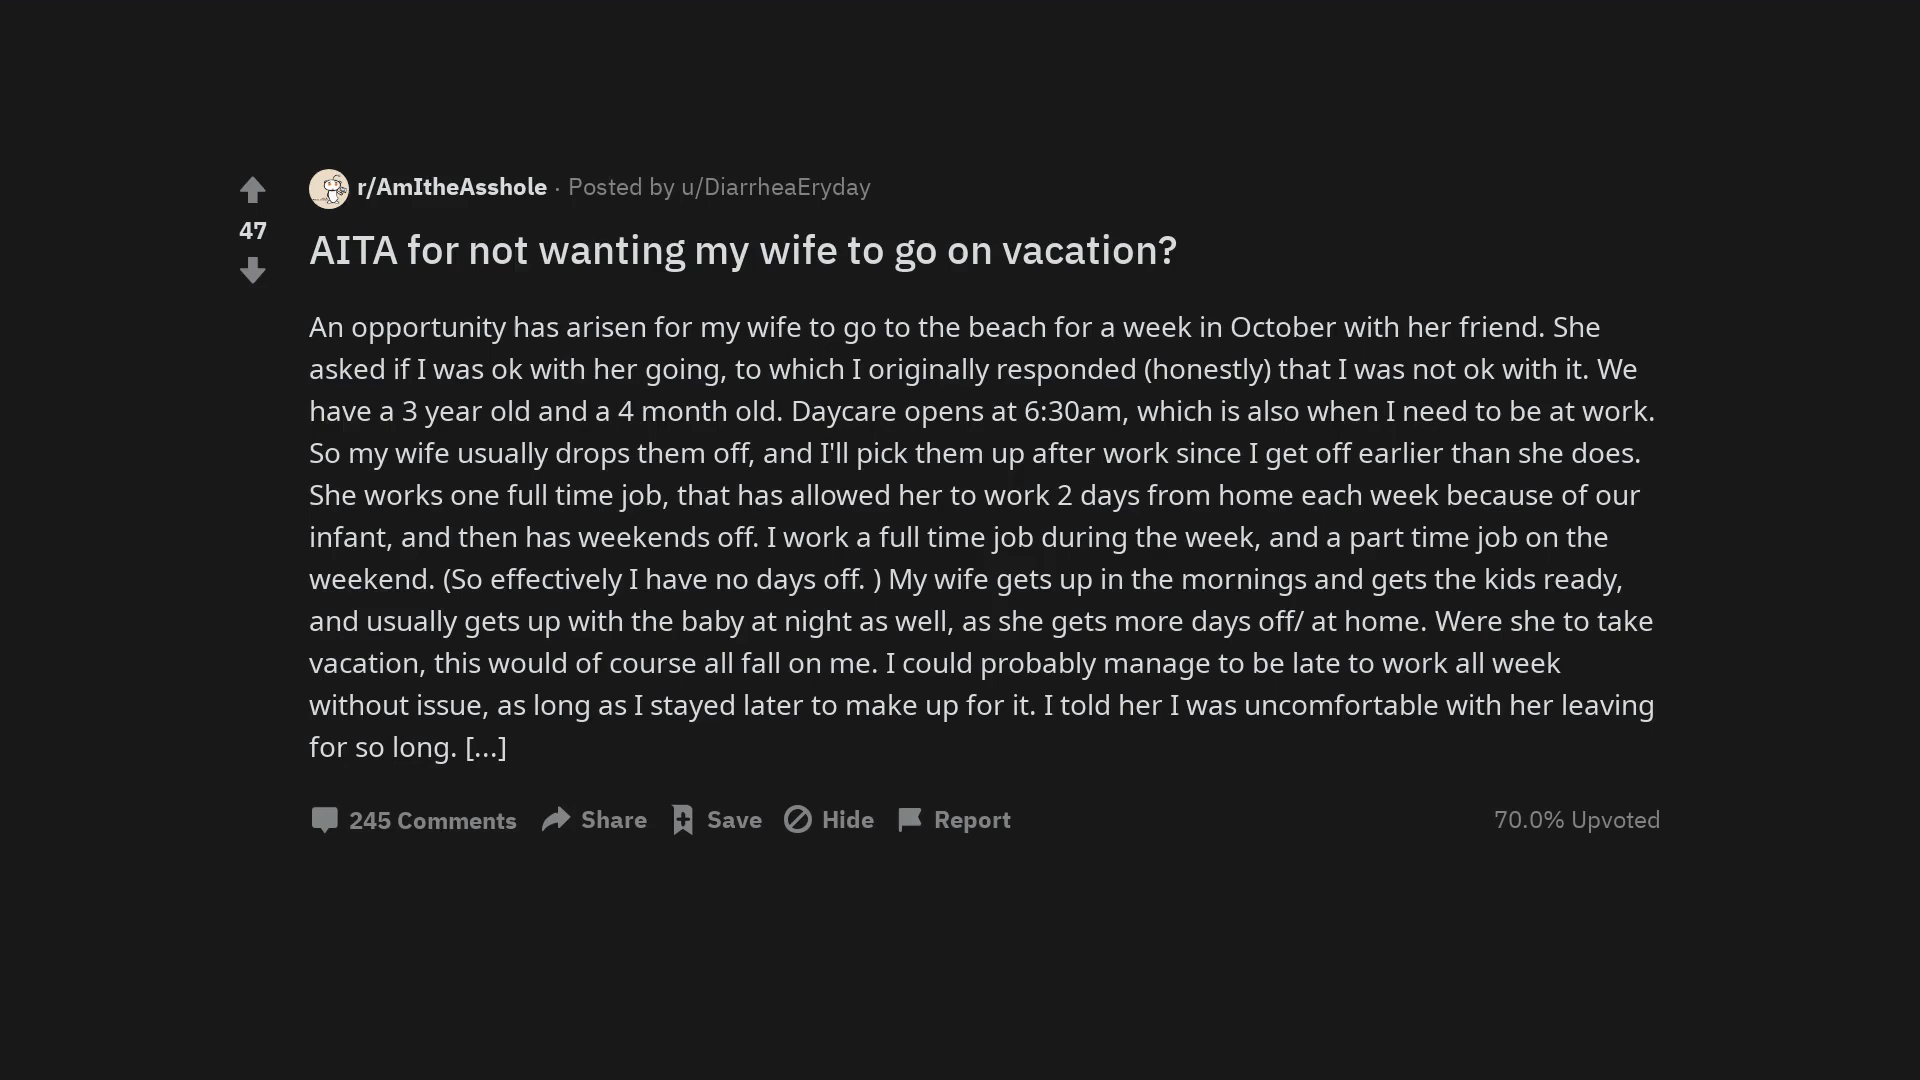 r/AmItheAsshole · Posted by u/DiarrheaEryday
47
AITA for not wanting my wife to go on vacation?
An opportunity has arisen for my wife to go to the beach for a week in October with her friend. She
asked if I was ok with her going, to which I originally responded (honestly) that I was not ok with it. We
have a 3 year old and a 4 month old. Daycare opens at 6:30am, which is also when I need to be at work.
So my wife usually drops them off, and I'll pick them up after work since I get off earlier than she does.
She works one full time job, that has allowed her to work 2 days from home each week because of our
infant, and then has weekends off. I work a full time job during the week, and a part time job on the
weekend. (So effectively I have no days off. ) My wife gets up in the mornings and gets the kids ready,
and usually gets up with the baby at night as well, as she gets more days off/ at home. Were she to take
vacation, this would of course all fall on me. I could probably manage to be late to work all week
without issue, as long as I stayed later to make up for it. I told her I was uncomfortable with her leaving
for so long. [...]
245 Comments Share Save Hide Report 70.0% Upvoted